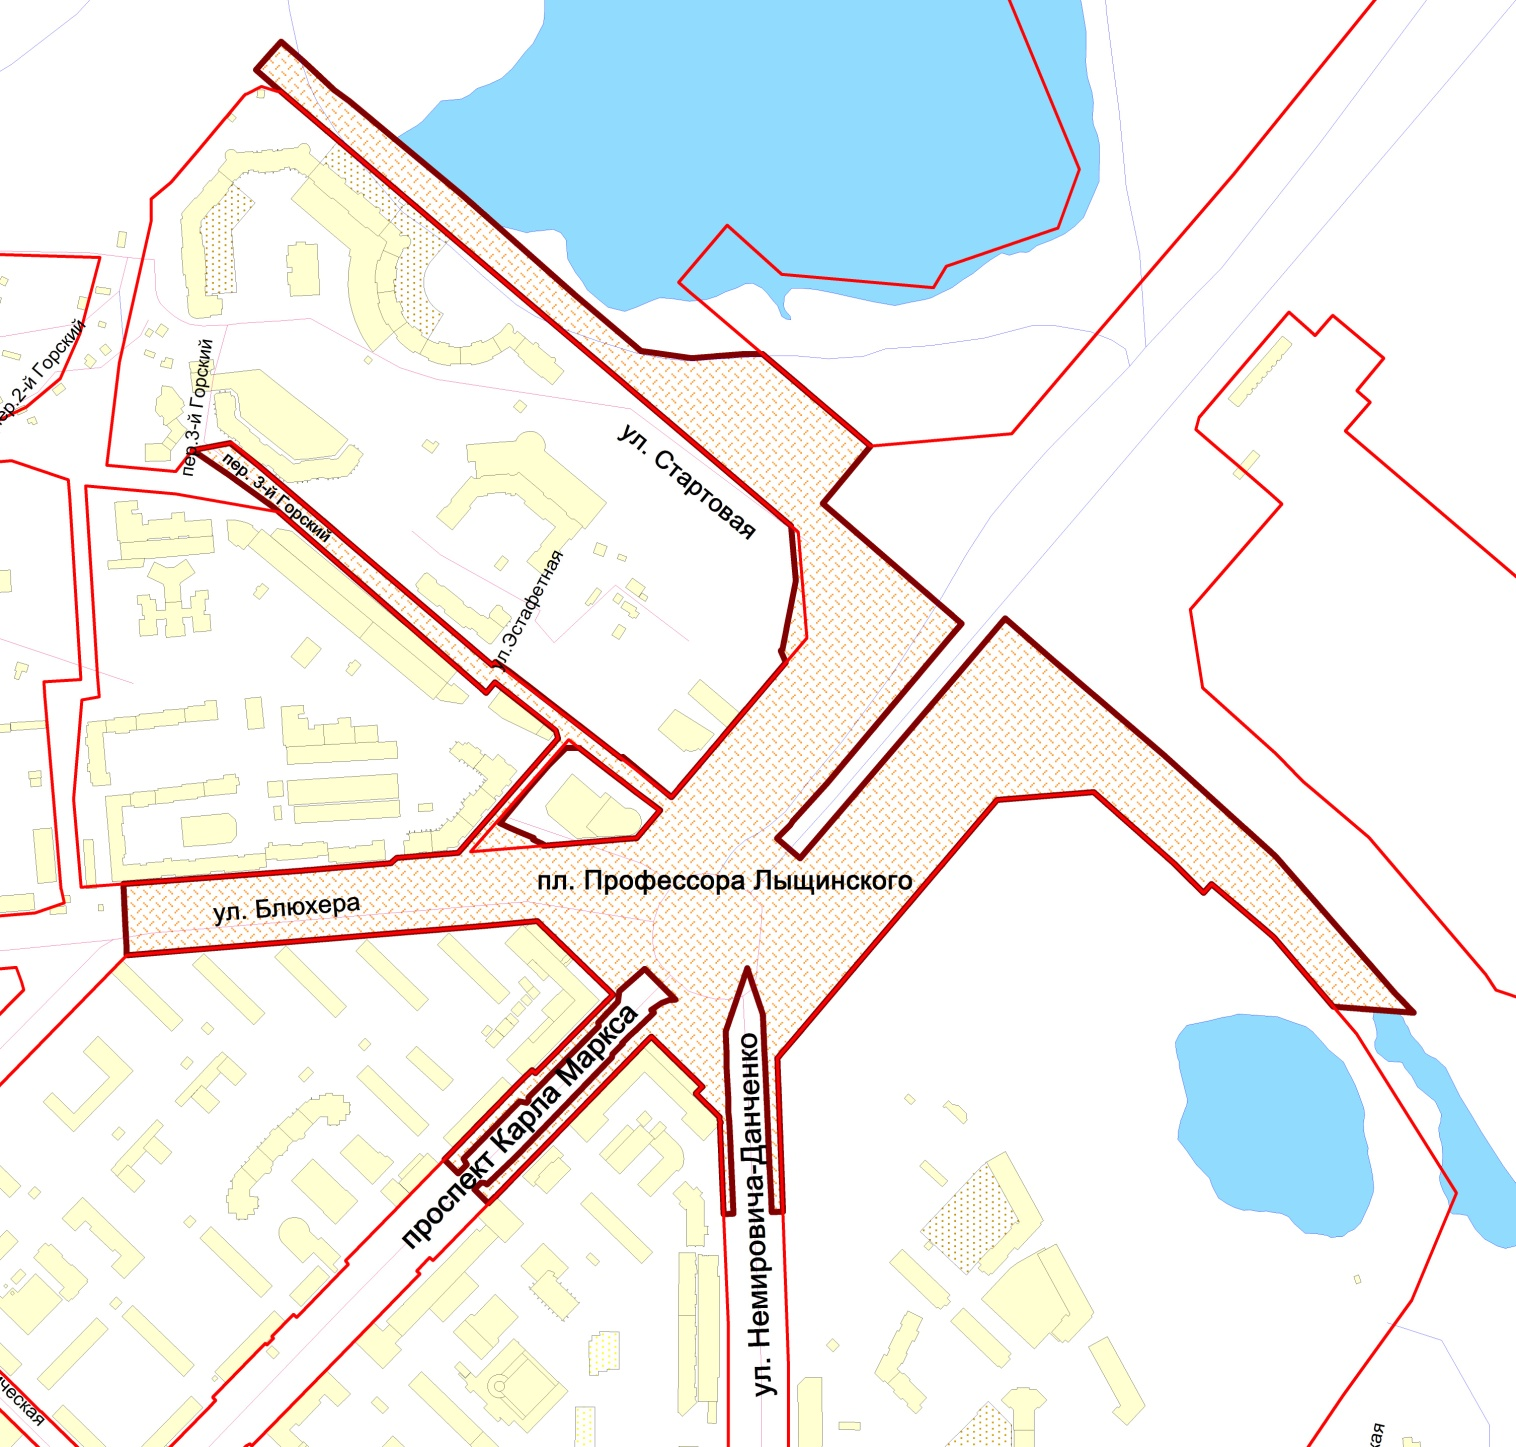 пер.2-й Горский
пер.3-й Горский
пер. 3-й Горский
ул. Стартовая
ул.Эстафетная
пл. Профессора Лыщинского
ул. Блюхера
проспект Карла Маркса
ул. Немировича-Данченко